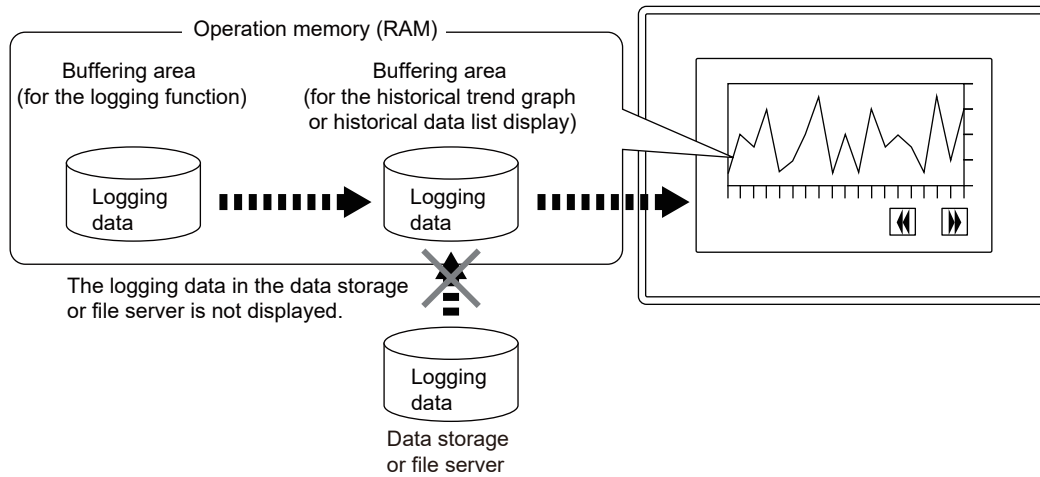 Operation memory (RAM)
Buffering area
(for the logging function)
Buffering area
(for the historical trend graph
or historical data list display)
Logging
data
Logging
data
The logging data in the data storage
or file server is not displayed.
Logging
data
Data storage
or file server